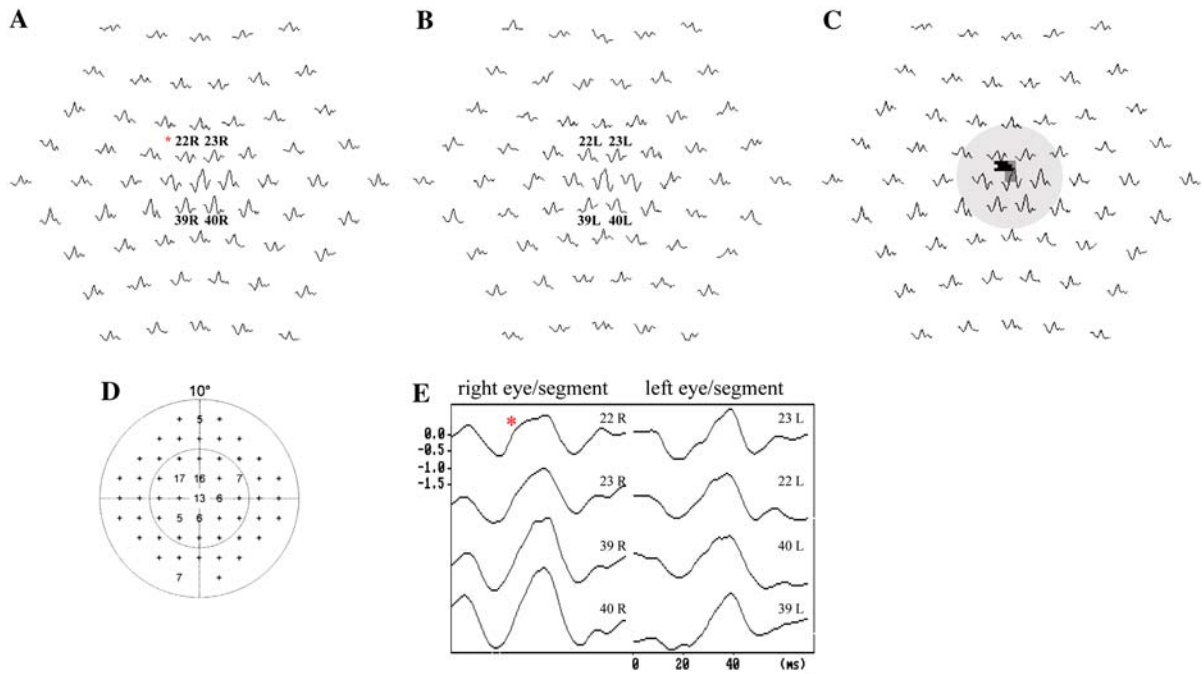 A
B
C
* 22R 23R
22L 23L
39R 40R
39L 40L
D
10°
5
17 16 7
13 6
5 6
7
E
right eye/segment left eye/segment
0.0
-0.5
-1.0
-1.5
* 22 R
23 L
23 R
22 L
39 R
40 L
40 R
39 L
0 20 40 (ms)